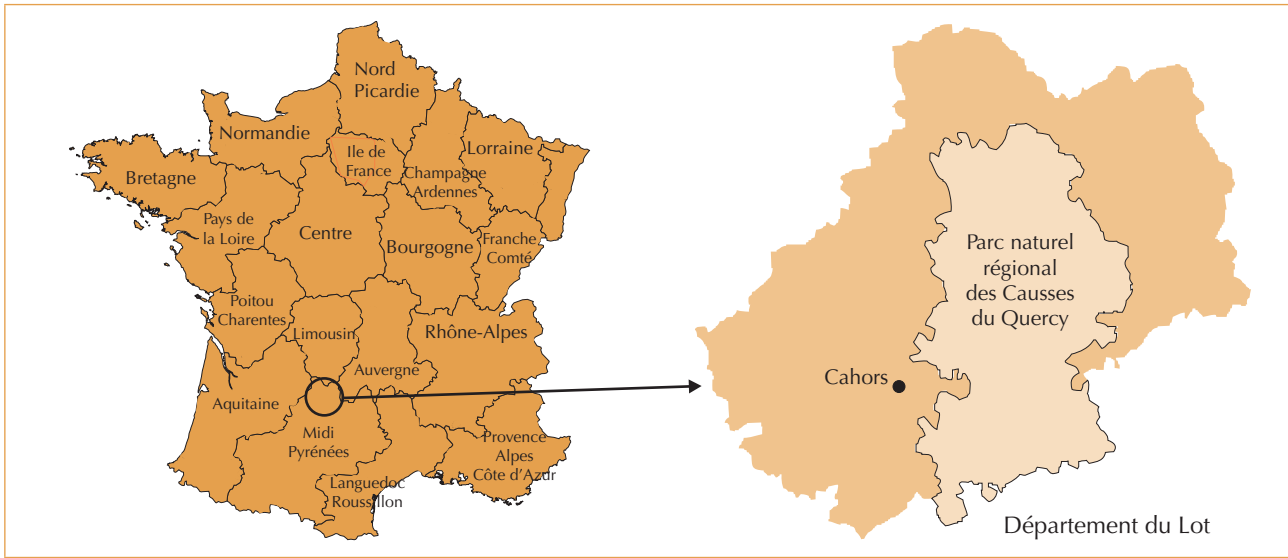 Nord
Picardie
Normandie
Ile de
France
Lorraine
Champagne
Ardennes
Bretagne
Pays de
la Loire
Centre
Bourgogne
Franche
Comté
Poitou
Charentes
Limousin
Rhône-Alpes
Auvergne
Aquitaine
Midi
Pyrénées
Provence
Alpes
Côte d'Azur
Languedoc
Roussillon
Parc naturel
régional
des Causses
du Quercy
Cahors
Département du Lot